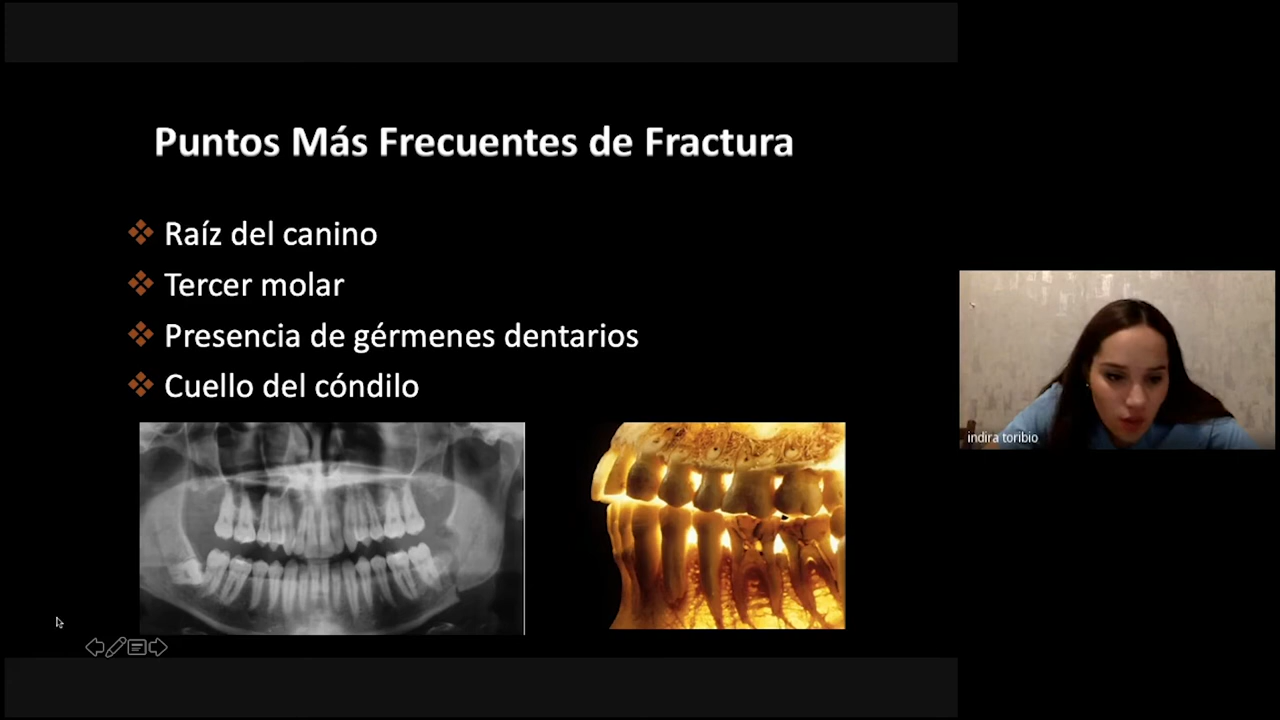 Puntos Más Frecuentes de Fractura
Raíz del canino
Tercer molar
Presencia de gérmenes dentarios
Cuello del cóndilo
indira toribio